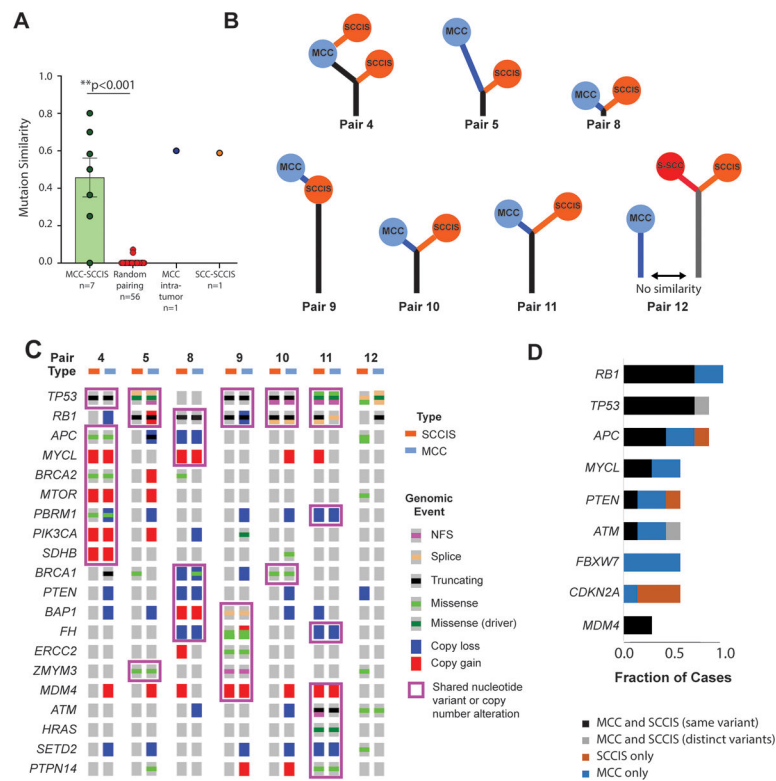 A
**p<0.001
Mutaion Similarity
1.0
0.8
0.6
0.4
0.2
0.0
MCC-SCCIS
n=7
Random
pairing
n=56
MCC
intra-
tumor
n=1
SCC-SCCIS
n=1
B
MCC
SCCIS
SCCIS
Pair 4
MCC
SCCIS
Pair 5
MCC
SCCIS
Pair 8
MCC
SCCIS
Pair 9
MCC
SCCIS
Pair 10
MCC
SCCIS
Pair 11
MCC
S-SCC
SCCIS
No similarity
Pair 12
C
Pair 4 5 8 9 10 11 12
Type
TP53
RB1
APC
MYCL
BRCA2
MTOR
PBRM1
PIK3CA
SDHB
BRCA1
PTEN
BAP1
FH
ERCC2
ZMYM3
MDM4
ATM
HRAS
SETD2
PTPN14
Type
SCCIS
MCC
Genomic
Event
NFS
Splice
Truncating
Missense
Missense (driver)
Copy loss
Copy gain
Shared nucleotide
variant or copy
number alteration
D
RB1
TP53
APC
MYCL
PTEN
ATM
FBXW7
CDKN2A
MDM4
0.0 0.5 1.0
Fraction of Cases
MCC and SCCIS (same variant)
MCC and SCCIS (distinct variants)
SCCIS only
MCC only